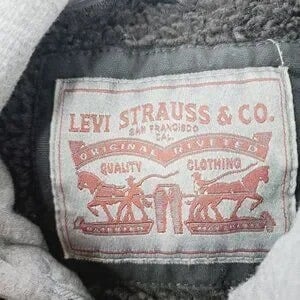 LEVI STRAUSS & CO.
SAN FRANCISCO
CAL.
ORIGINAL RIVETED
QUALITY CLOTHING